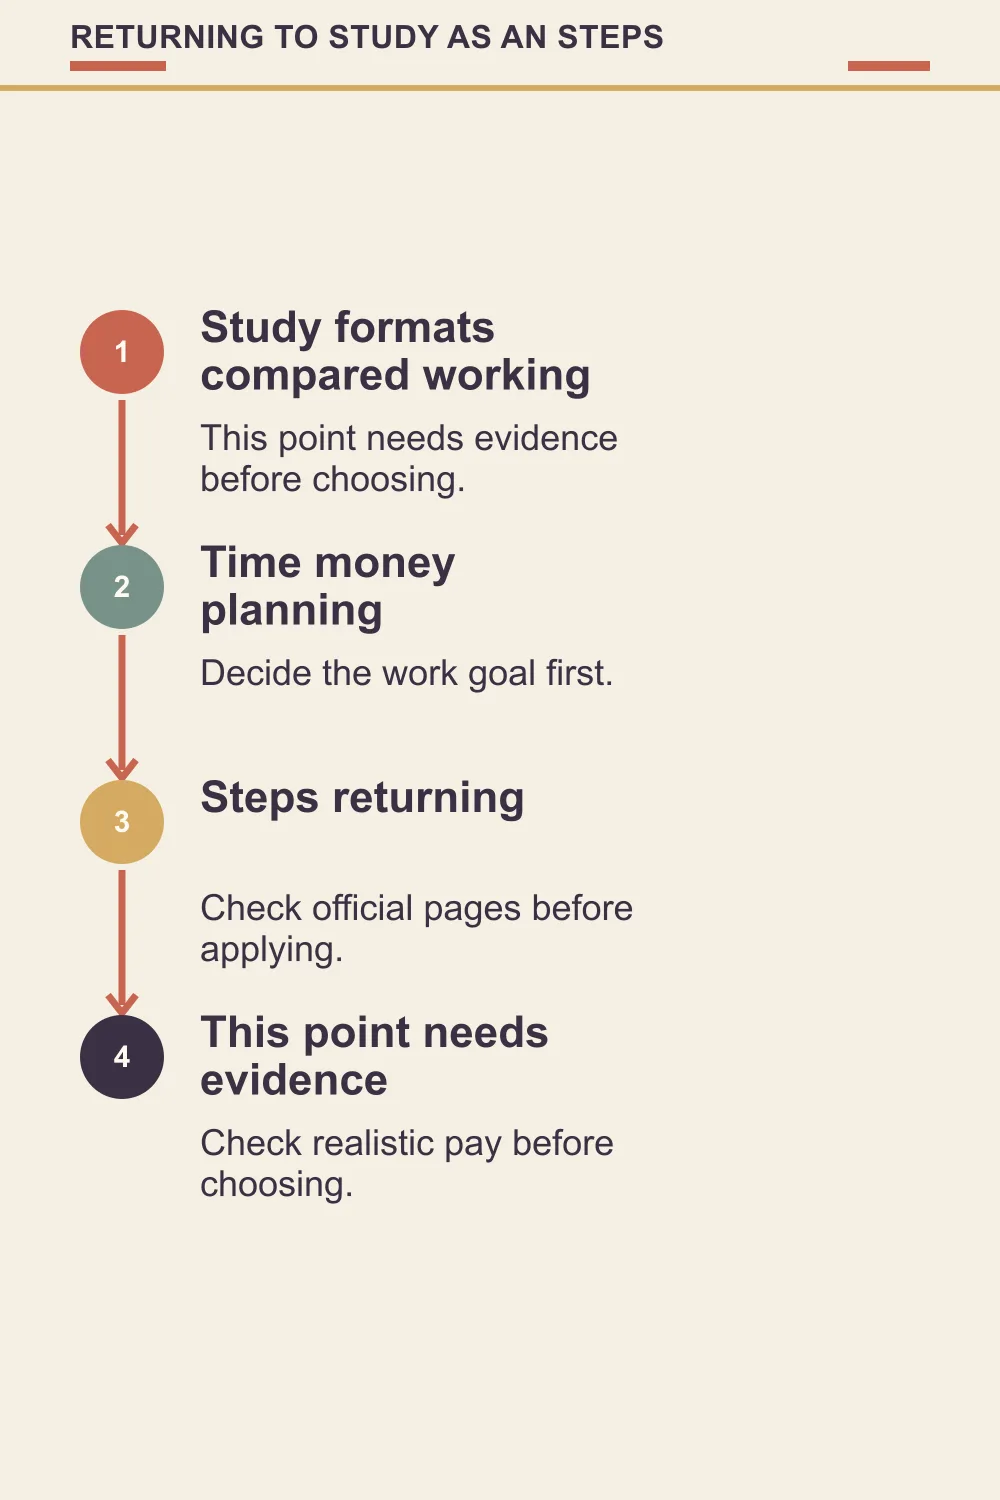 RETURNING TO STUDY AS AN STEPS
1
Study formats
compared working
This point needs evidence
before choosing.
2
Time money
planning
Decide the work goal first.
3
Steps returning
Check official pages before
applying.
4
This point needs
evidence
Check realistic pay before
choosing.